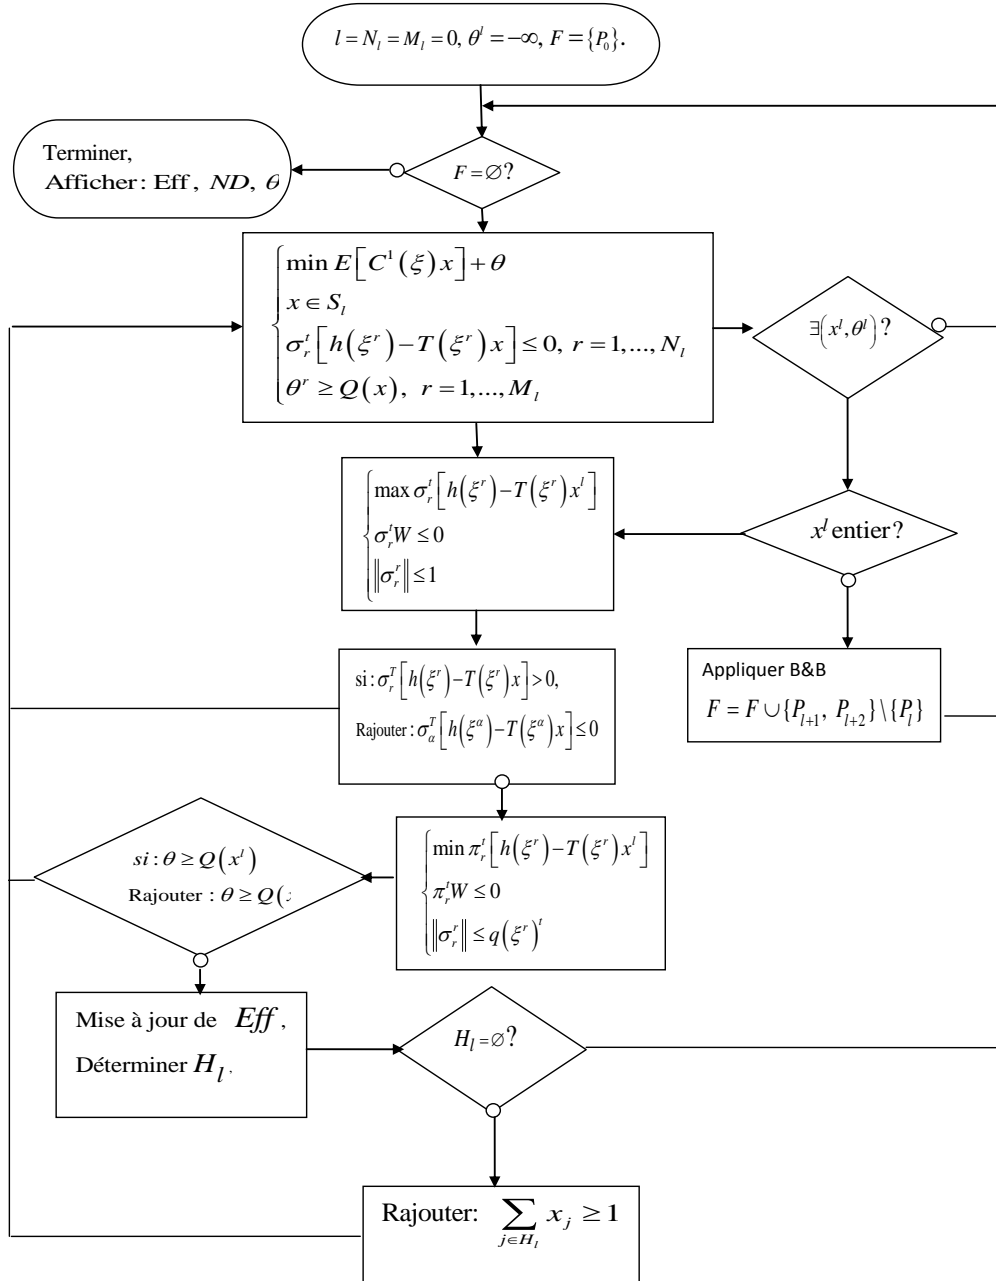 l = N_l = M_l = 0, θ^l = −∞, F = {P_0}.
Terminer,
Afficher: Eff, ND, θ
F = ∅?
min E[C^1(ξ)x] + θ
x ∈ S_l
σ_r^t[h(ξ^r) − T(ξ^r)x] ≤ 0, r = 1,...,N_l
θ^r ≥ Q(x), r = 1,...,M_l
∃(x^l, θ^l)?
max σ_r^t[h(ξ^r) − T(ξ^r)x^l]
σ_r^t W ≤ 0
‖σ_r^r‖ ≤ 1
x^l entier?
Appliquer B&B
F = F ∪ {P_{l+1}, P_{l+2}} \ {P_l}
si: σ_r^T[h(ξ^r) − T(ξ^r)x] > 0,
Rajouter: σ_α^T[h(ξ^α) − T(ξ^α)x] ≤ 0
min π_r^t[h(ξ^r) − T(ξ^r)x^l]
π_r^t W ≤ 0
‖σ_r^r‖ ≤ q(ξ^r)^t
si: θ ≥ Q(x^l)
Rajouter : θ ≥ Q(
Mise à jour de Eff,
Déterminer H_l.
H_l = ∅?
Rajouter: ∑_{j∈H_l} x_j ≥ 1